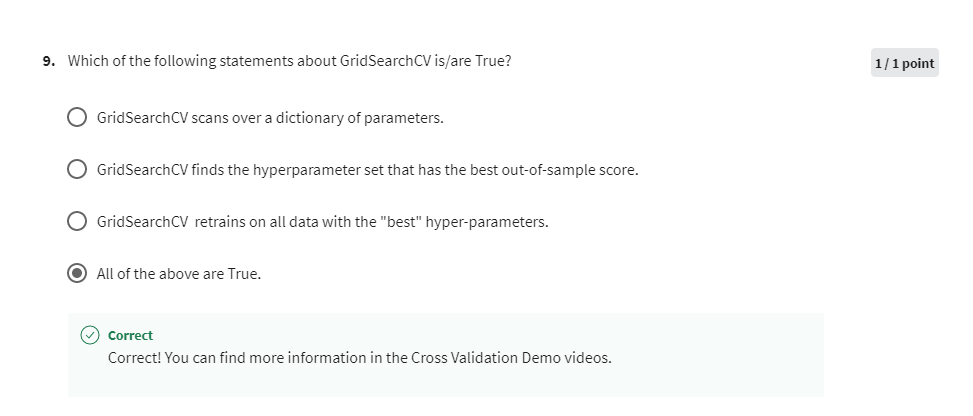 9. Which of the following statements about GridSearchCV is/are True?
1 / 1 point
GridSearchCV scans over a dictionary of parameters.
GridSearchCV finds the hyperparameter set that has the best out-of-sample score.
GridSearchCV retrains on all data with the "best" hyper-parameters.
All of the above are True.
Correct
Correct! You can find more information in the Cross Validation Demo videos.